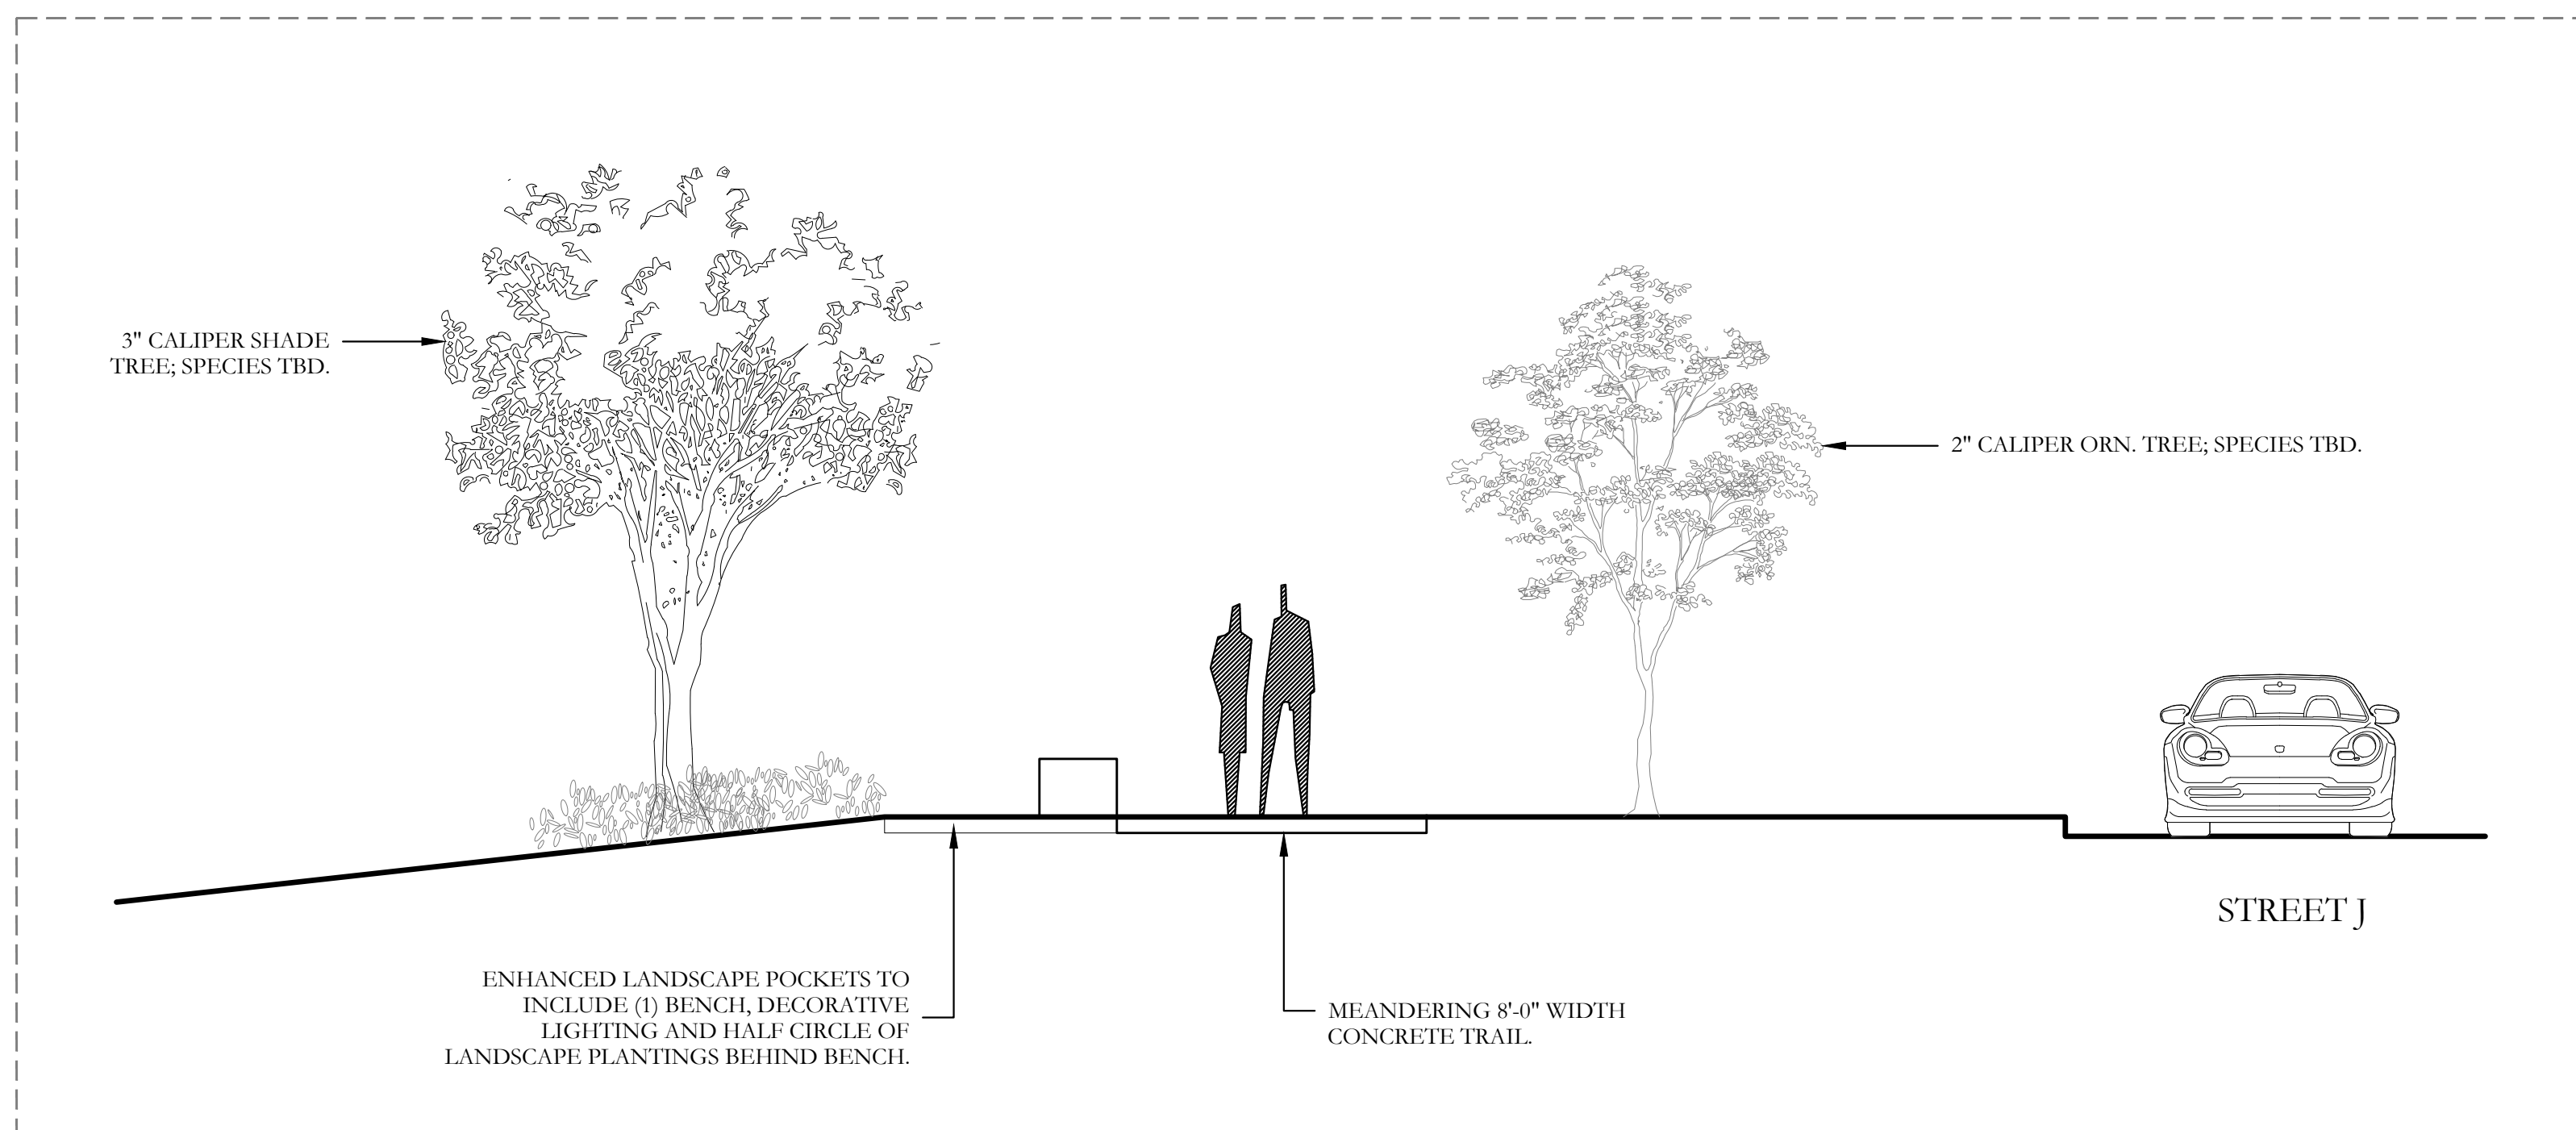 3" CALIPER SHADE
TREE; SPECIES TBD.
2" CALIPER ORN. TREE; SPECIES TBD.
STREET J
ENHANCED LANDSCAPE POCKETS TO
INCLUDE (1) BENCH, DECORATIVE
LIGHTING AND HALF CIRCLE OF
LANDSCAPE PLANTINGS BEHIND BENCH.
MEANDERING 8'-0" WIDTH
CONCRETE TRAIL.